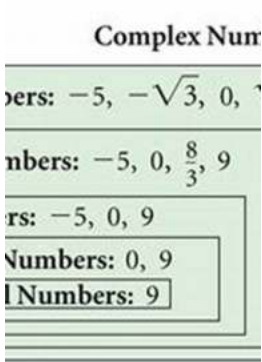 Complex Num
bers: −5, −√3, 0,
mbers: −5, 0, 8/3, 9
rs: −5, 0, 9
Numbers: 0, 9
l Numbers: 9